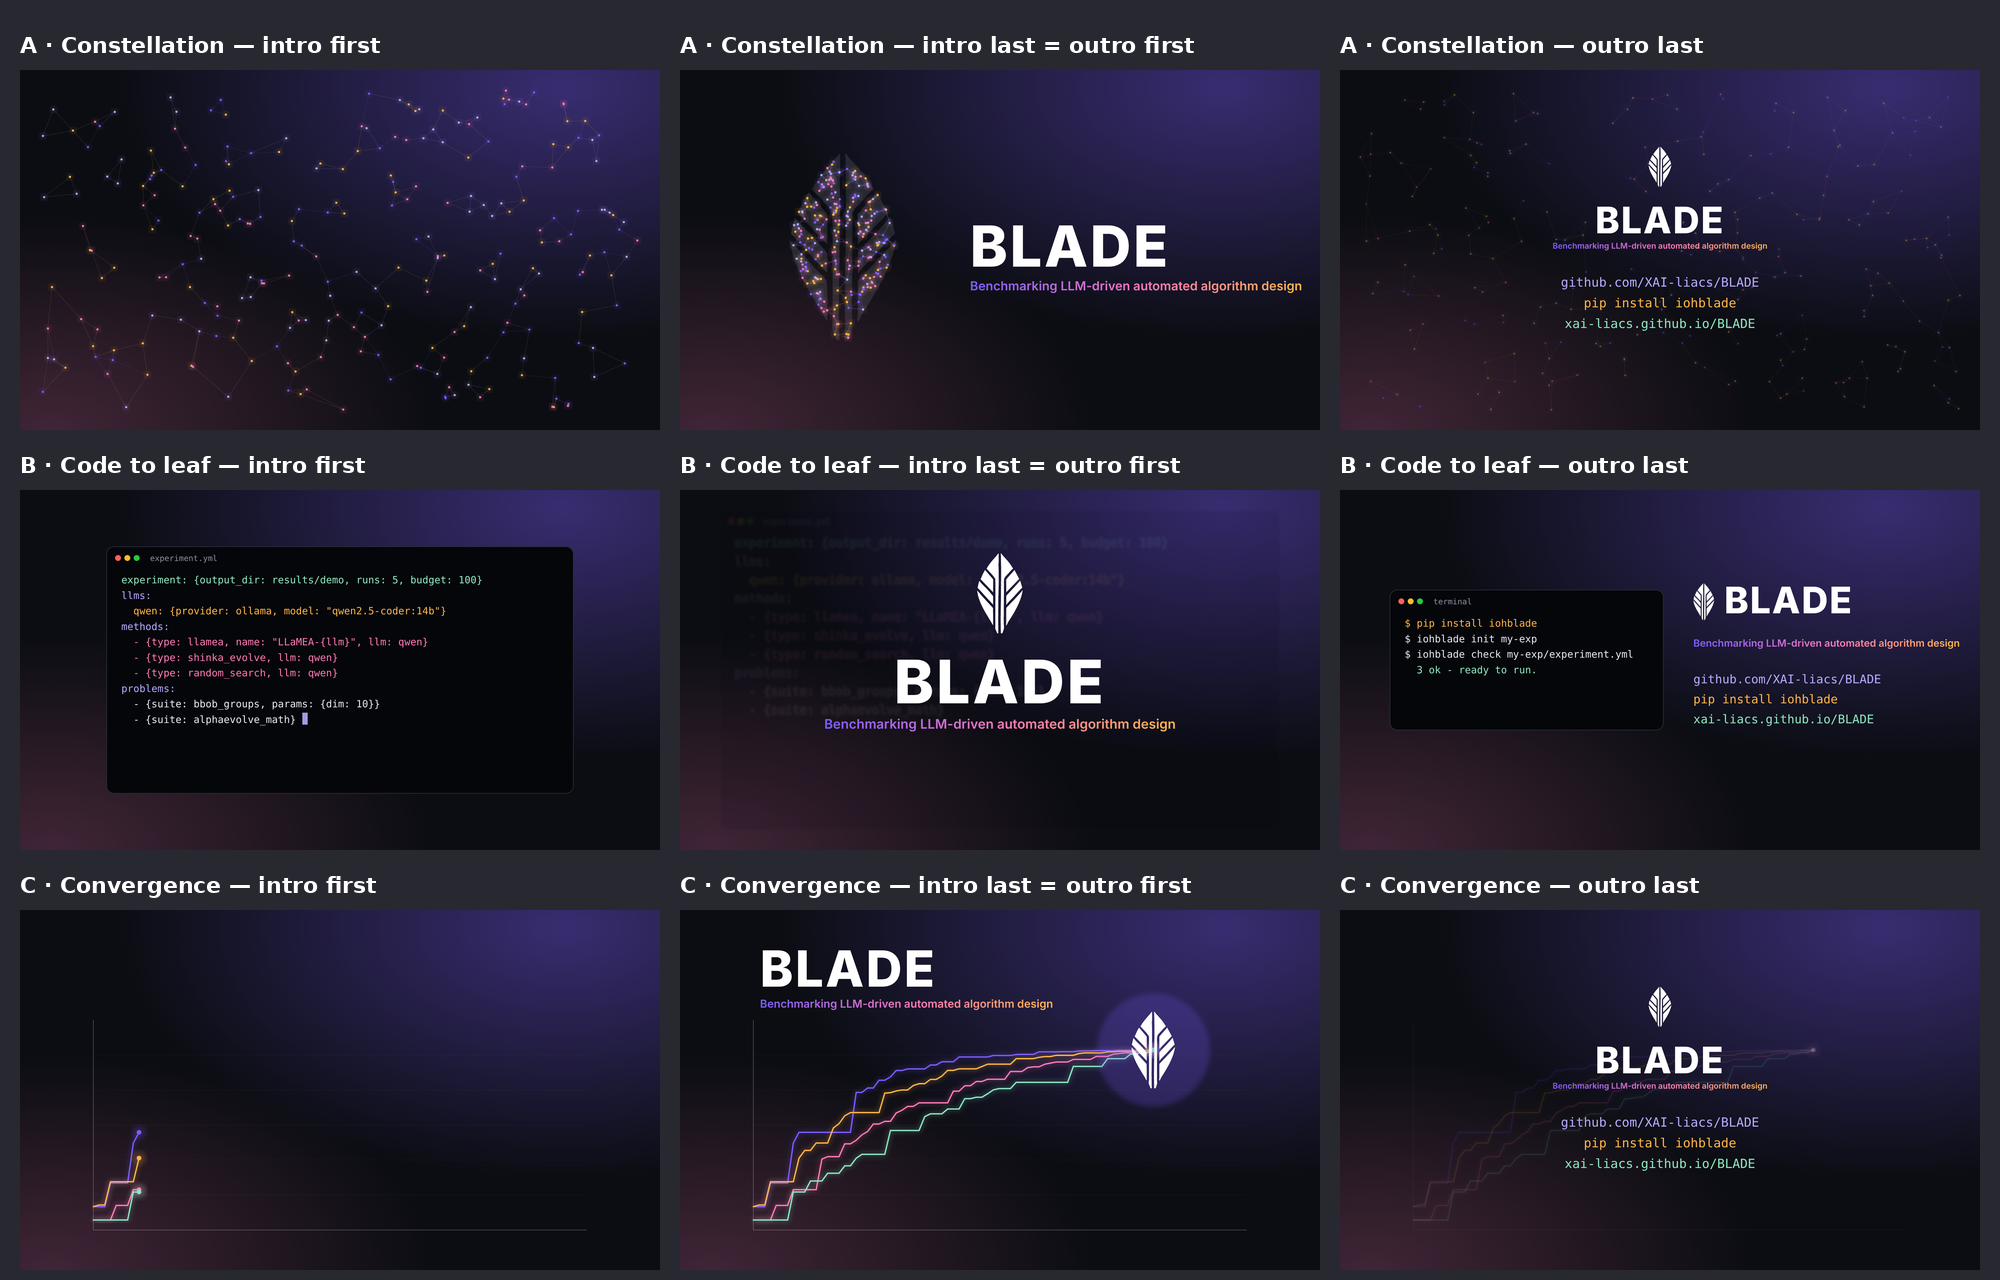 A · Constellation — intro first
A · Constellation — intro last = outro first
BLADE
Benchmarking LLM-driven automated algorithm design
A · Constellation — outro last
BLADE
Benchmarking LLM-driven automated algorithm design
github.com/XAI-liacs/BLADE
pip install iohblade
xai-liacs.github.io/BLADE
B · Code to leaf — intro first
experiment.yml
experiment: {output_dir: results/demo, runs: 5, budget: 100}
llms:
qwen: {provider: ollama, model: "qwen2.5-coder:14b"}
methods:
- {type: llamea, name: "LLaMEA-{llm}", llm: qwen}
- {type: shinka_evolve, llm: qwen}
- {type: random_search, llm: qwen}
problems:
- {suite: bbob_groups, params: {dim: 10}}
- {suite: alphaevolve_math}
B · Code to leaf — intro last = outro first
BLADE
Benchmarking LLM-driven automated algorithm design
B · Code to leaf — outro last
terminal
$ pip install iohblade
$ iohblade init my-exp
$ iohblade check my-exp/experiment.yml
3 ok - ready to run.
BLADE
Benchmarking LLM-driven automated algorithm design
github.com/XAI-liacs/BLADE
pip install iohblade
xai-liacs.github.io/BLADE
C · Convergence — intro first
C · Convergence — intro last = outro first
BLADE
Benchmarking LLM-driven automated algorithm design
C · Convergence — outro last
BLADE
Benchmarking LLM-driven automated algorithm design
github.com/XAI-liacs/BLADE
pip install iohblade
xai-liacs.github.io/BLADE